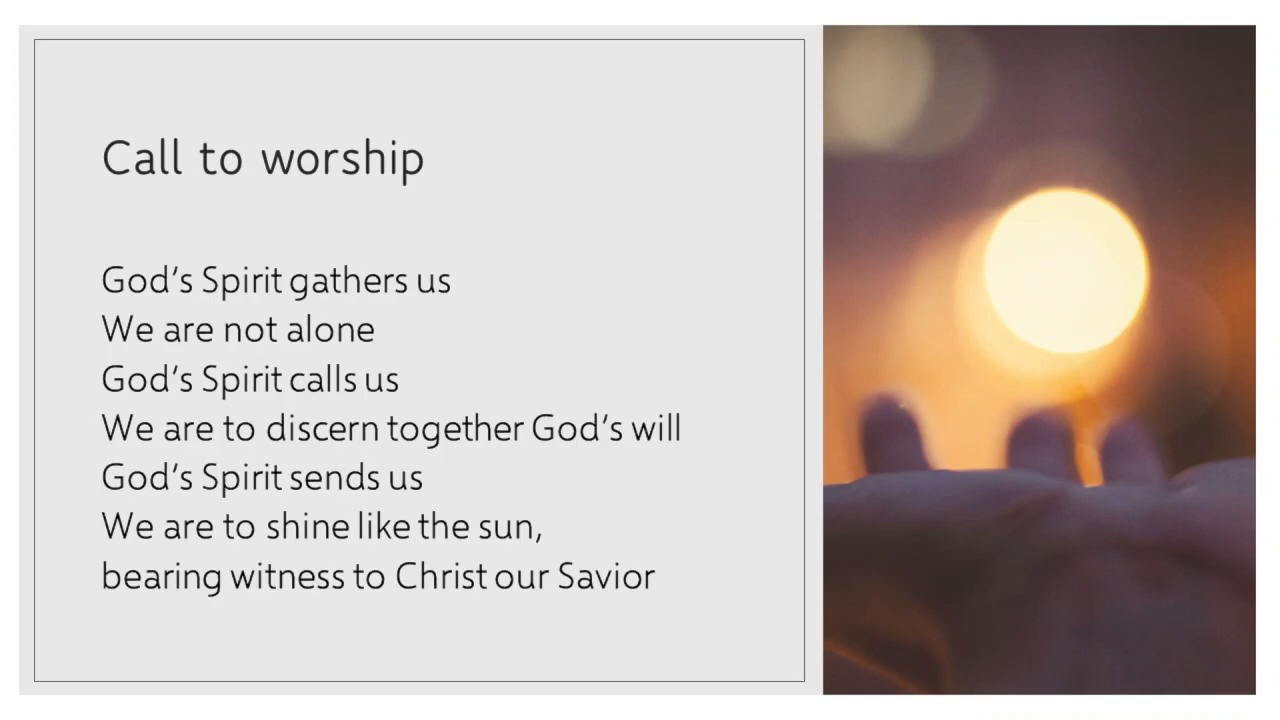 Call to worship
God's Spirit gathers us
We are not alone
God's Spirit calls us
We are to discern together God's will
God's Spirit sends us
We are to shine like the sun,
bearing witness to Christ our Savior